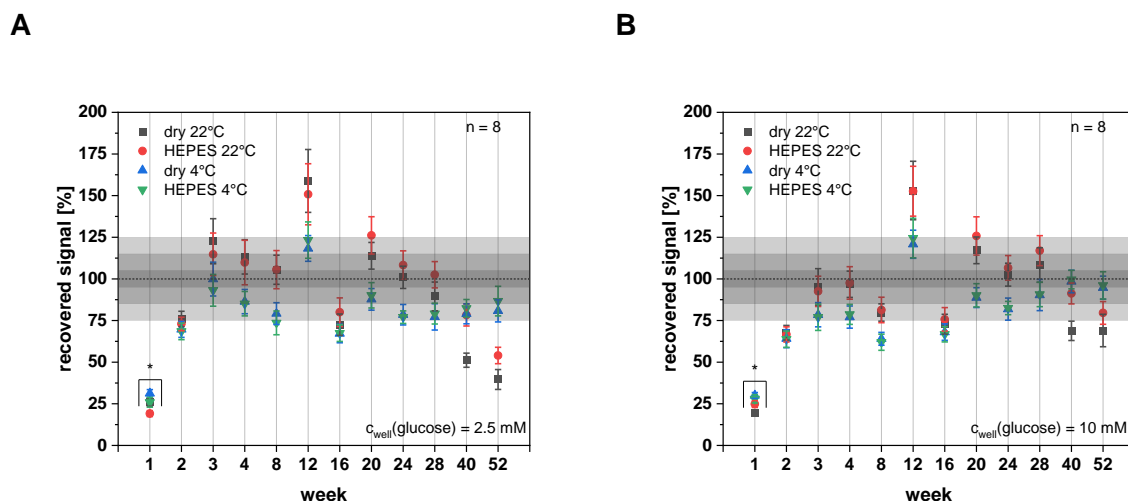 A
200
175
150
125
100
75
50
25
0
recovered signal [%]
dry 22°C
HEPES 22°C
dry 4°C
HEPES 4°C
n = 8
*
c_well(glucose) = 2.5 mM
1 2 3 4 8 12 16 20 24 28 40 52
week
B
200
175
150
125
100
75
50
25
0
recovered signal [%]
dry 22°C
HEPES 22°C
dry 4°C
HEPES 4°C
n = 8
*
c_well(glucose) = 10 mM
1 2 3 4 8 12 16 20 24 28 40 52
week